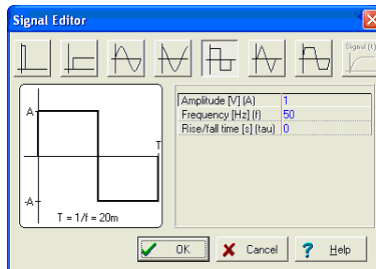 Signal Editor
Signal (t)
A
T
-A
T = 1/f = 20m
Amplitude [V] (A) 1
Frequency [Hz] (f) 50
Rise/fall time [s] (tau) 0
OK Cancel ? Help